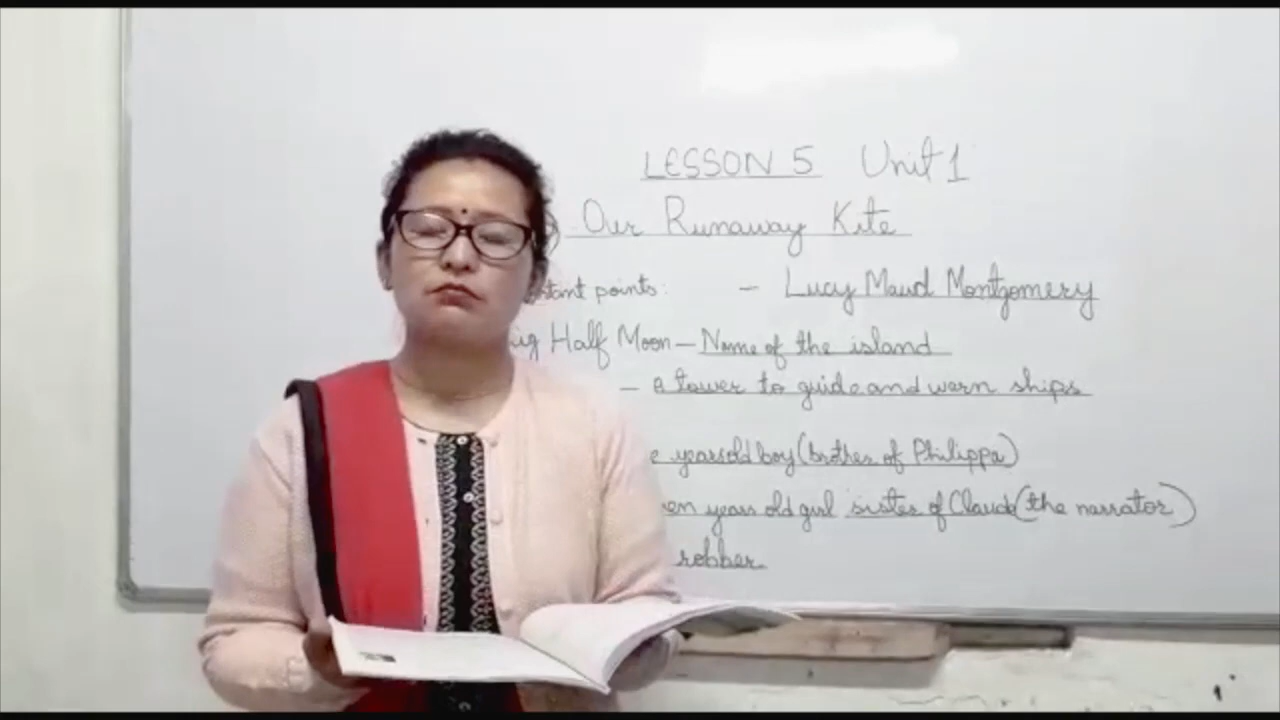 LESSON 5 Unit 1
Our Runaway Kite
points: - Lucy Maud Montgomery
Half Moon - Name of the island
- A tower to guide and warn ships
years old boy (brother of Philippa)
years old girl sister of Claude (the narrator)
robber